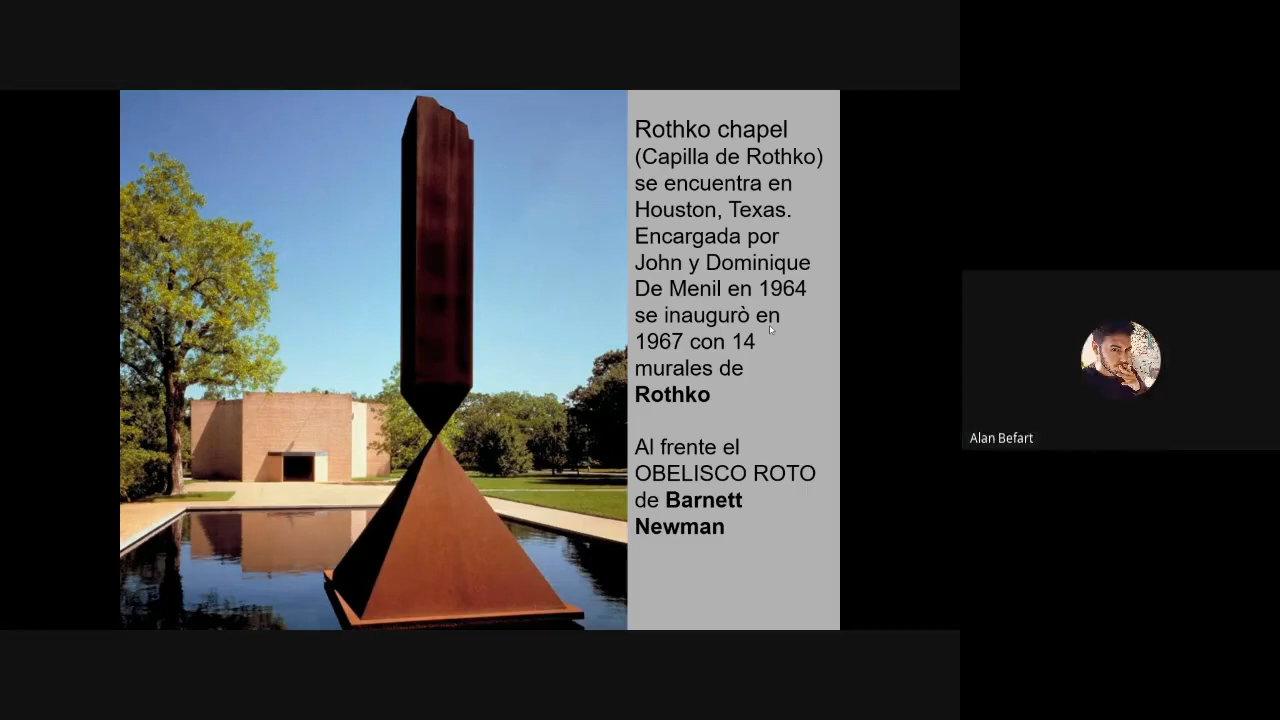 Rothko chapel
(Capilla de Rothko)
se encuentra en
Houston, Texas.
Encargada por
John y Dominique
De Menil en 1964
se inaugurò en
1967 con 14
murales de
Rothko
Al frente el
OBELISCO ROTO
de Barnett
Newman
Alan Befart